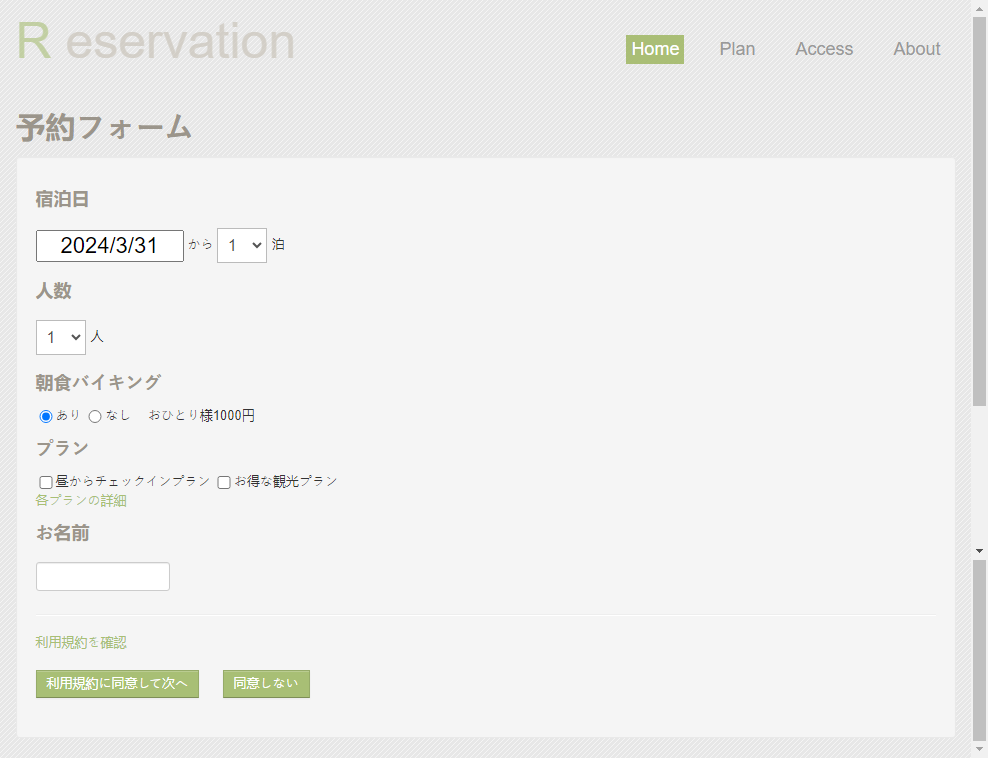 R eservation
Home Plan Access About
予約フォーム
宿泊日
2024/3/31 から 1 泊
人数
1 人
朝食バイキング
あり なし おひとり様1000円
プラン
昼からチェックインプラン お得な観光プラン
各プランの詳細
お名前
利用規約を確認
利用規約に同意して次へ 同意しない